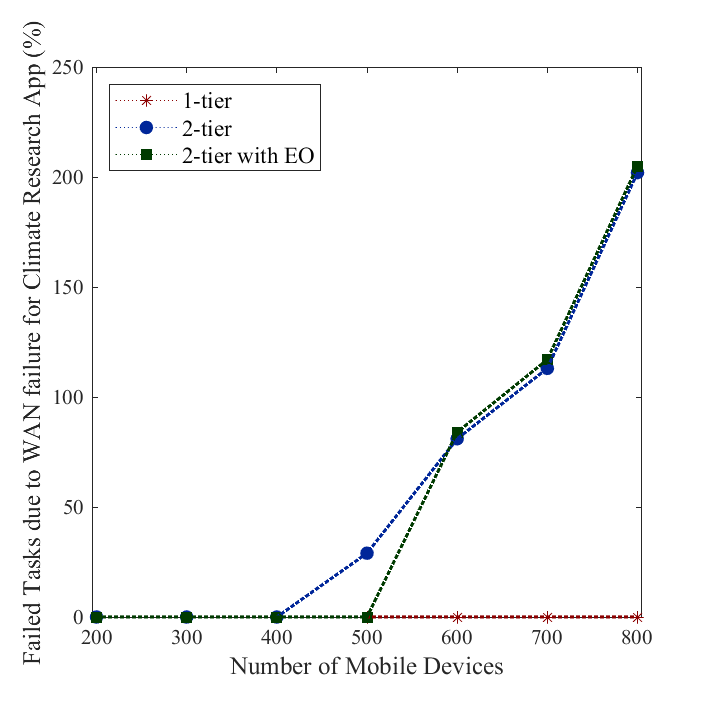 Failed Tasks due to WAN failure for Climate Research App (%)
250
200
150
100
50
0
1-tier
2-tier
2-tier with EO
200 300 400 500 600 700 800
Number of Mobile Devices